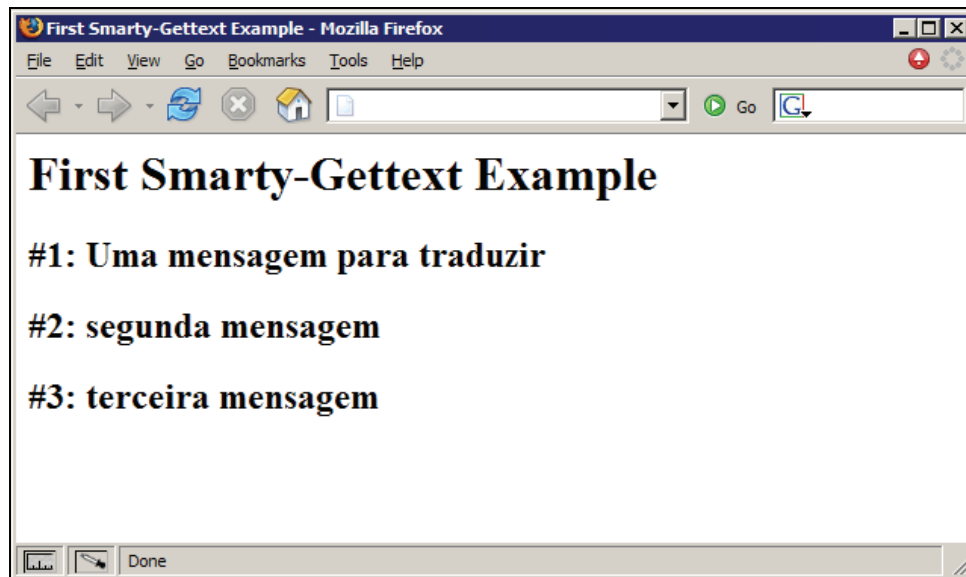 First Smarty-Gettext Example - Mozilla Firefox
File Edit View Go Bookmarks Tools Help
Go G
First Smarty-Gettext Example
#1: Uma mensagem para traduzir
#2: segunda mensagem
#3: terceira mensagem
Done